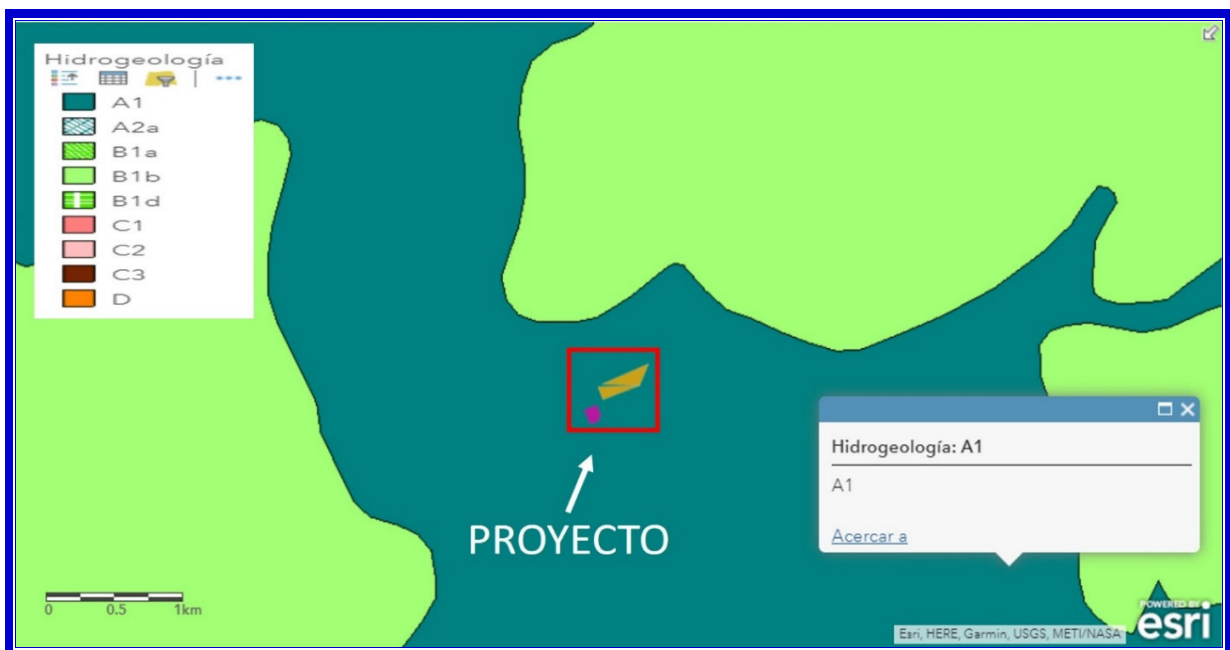 Hidrogeología
A1
A2a
B1a
B1b
B1d
C1
C2
C3
D
PROYECTO
Hidrogeología: A1
A1
Acercar a
0 0.5 1km
POWERED BY
esri
Esri, HERE, Garmin, USGS, METI/NASA